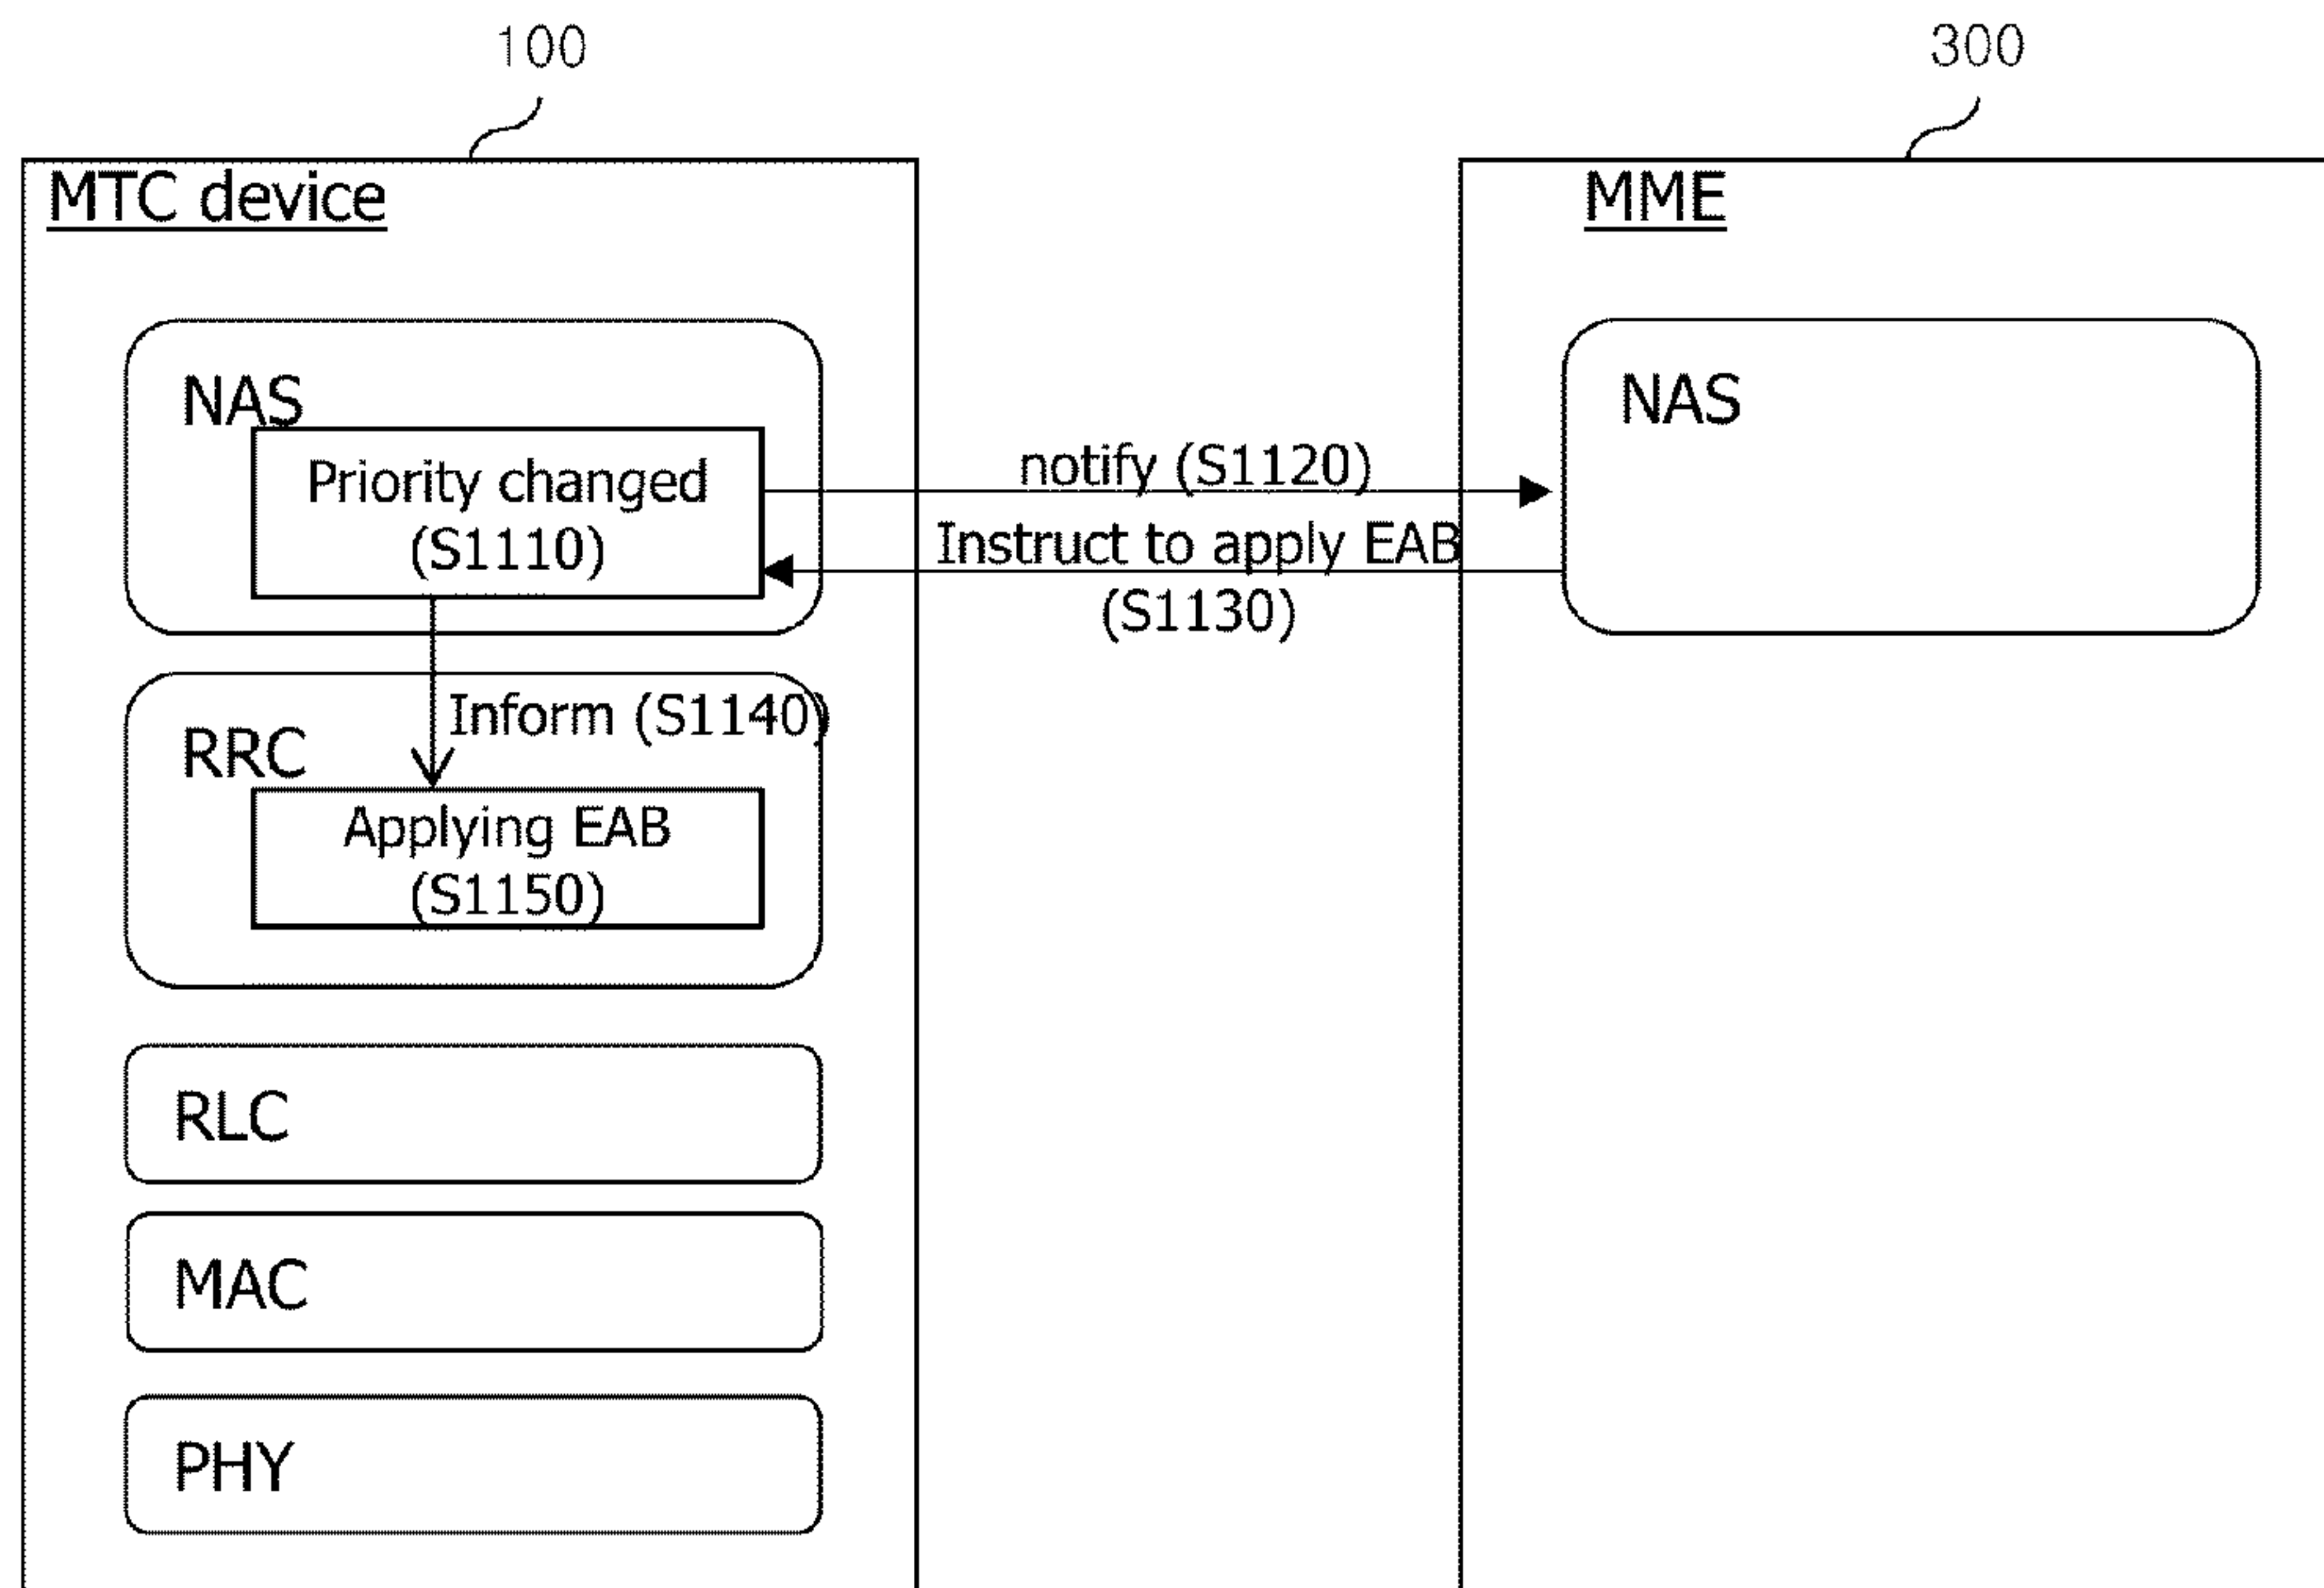 100
300
MTC device
MME
NAS
NAS
Priority changed
(S1110)
notify (S1120)
Instruct to apply EAB
(S1130)
Inform (S1140)
RRC
Applying EAB
(S1150)
RLC
MAC
PHY